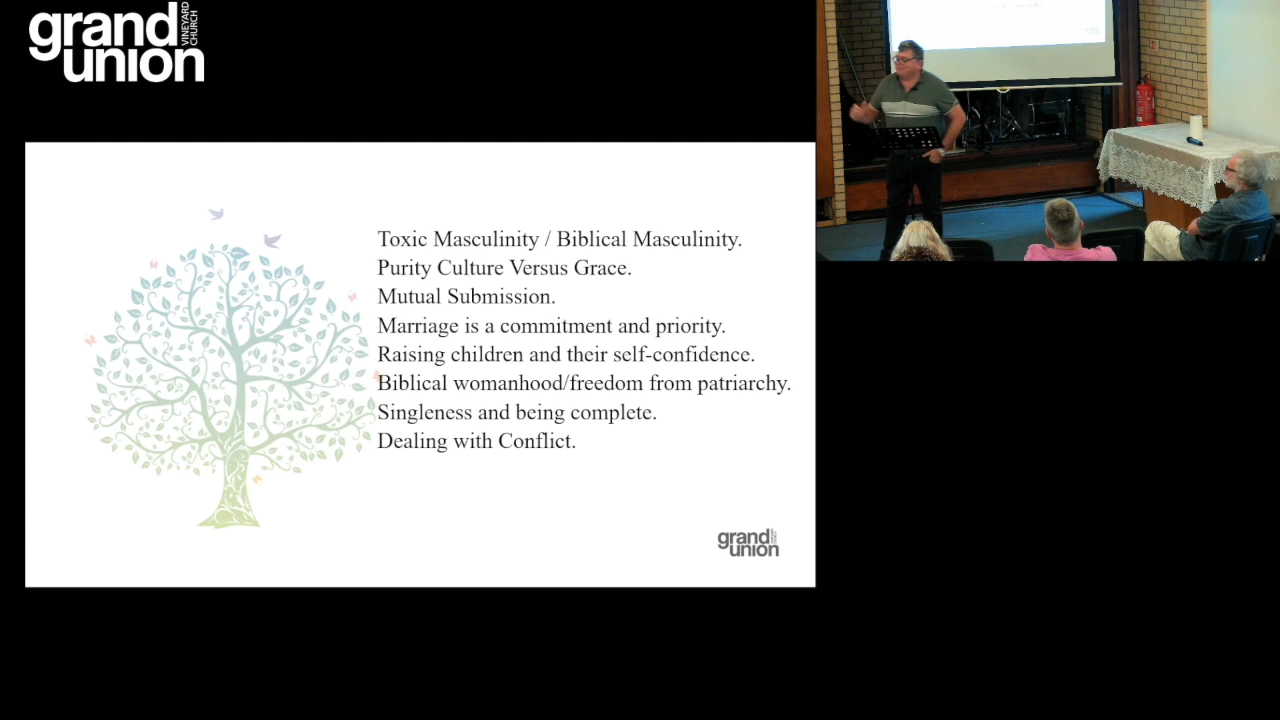 grand
union
VINEYARD
CHURCH
Toxic Masculinity / Biblical Masculinity.
Purity Culture Versus Grace.
Mutual Submission.
Marriage is a commitment and priority.
Raising children and their self-confidence.
Biblical womanhood/freedom from patriarchy.
Singleness and being complete.
Dealing with Conflict.
grand
union